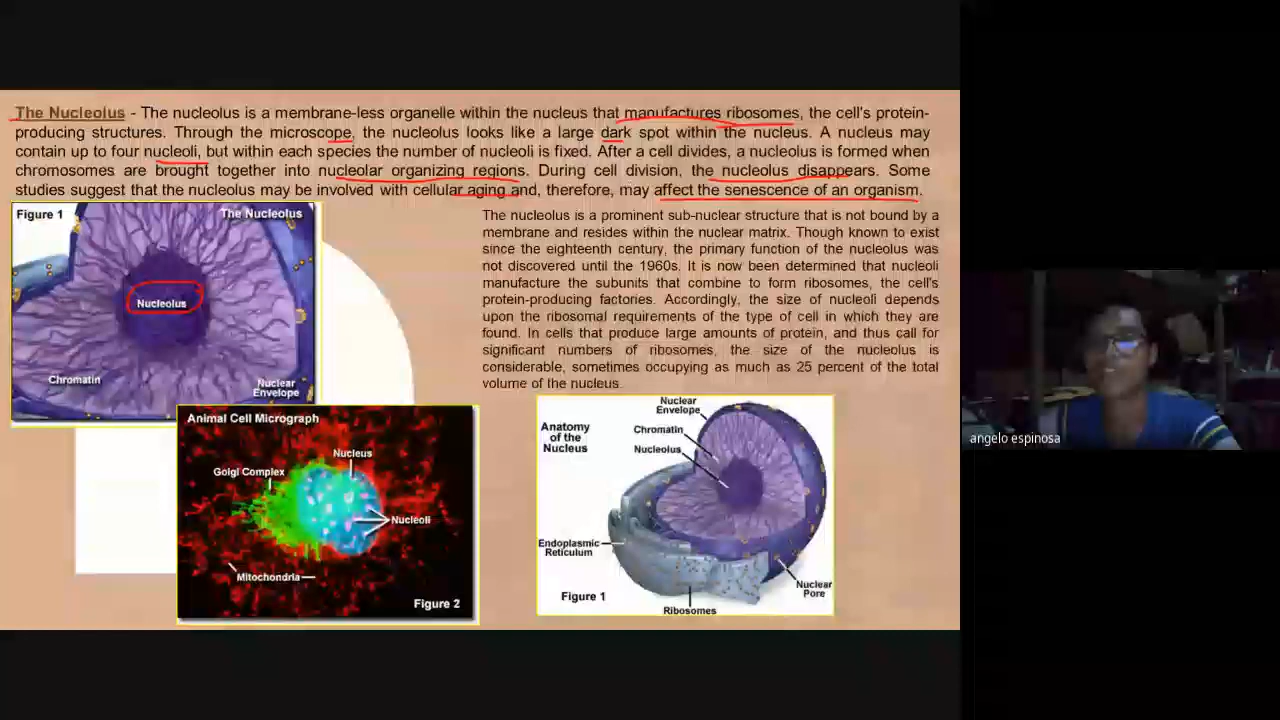 The Nucleolus - The nucleolus is a membrane-less organelle within the nucleus that manufactures ribosomes, the cell's protein-
producing structures. Through the microscope, the nucleolus looks like a large dark spot within the nucleus. A nucleus may
contain up to four nucleoli, but within each species the number of nucleoli is fixed. After a cell divides, a nucleolus is formed when
chromosomes are brought together into nucleolar organizing regions. During cell division, the nucleolus disappears. Some
studies suggest that the nucleolus may be involved with cellular aging and, therefore, may affect the senescence of an organism.
Figure 1
The Nucleolus
Nucleolus
Chromatin
Nuclear
Envelope
The nucleolus is a prominent sub-nuclear structure that is not bound by a
membrane and resides within the nuclear matrix. Though known to exist
since the eighteenth century, the primary function of the nucleolus was
not discovered until the 1960s. It is now been determined that nucleoli
manufacture the subunits that combine to form ribosomes, the cell's
protein-producing factories. Accordingly, the size of nucleoli depends
upon the ribosomal requirements of the type of cell in which they are
found. In cells that produce large amounts of protein, and thus call for
significant numbers of ribosomes, the size of the nucleolus is
considerable, sometimes occupying as much as 25 percent of the total
volume of the nucleus.
Animal Cell Micrograph
Nucleus
Golgi Complex
Nucleoli
Mitochondria
Figure 2
Anatomy
of the
Nucleus
Nuclear
Envelope
Chromatin
Nucleolus
Endoplasmic
Reticulum
Figure 1
Ribosomes
Nuclear
Pore
angelo espinosa